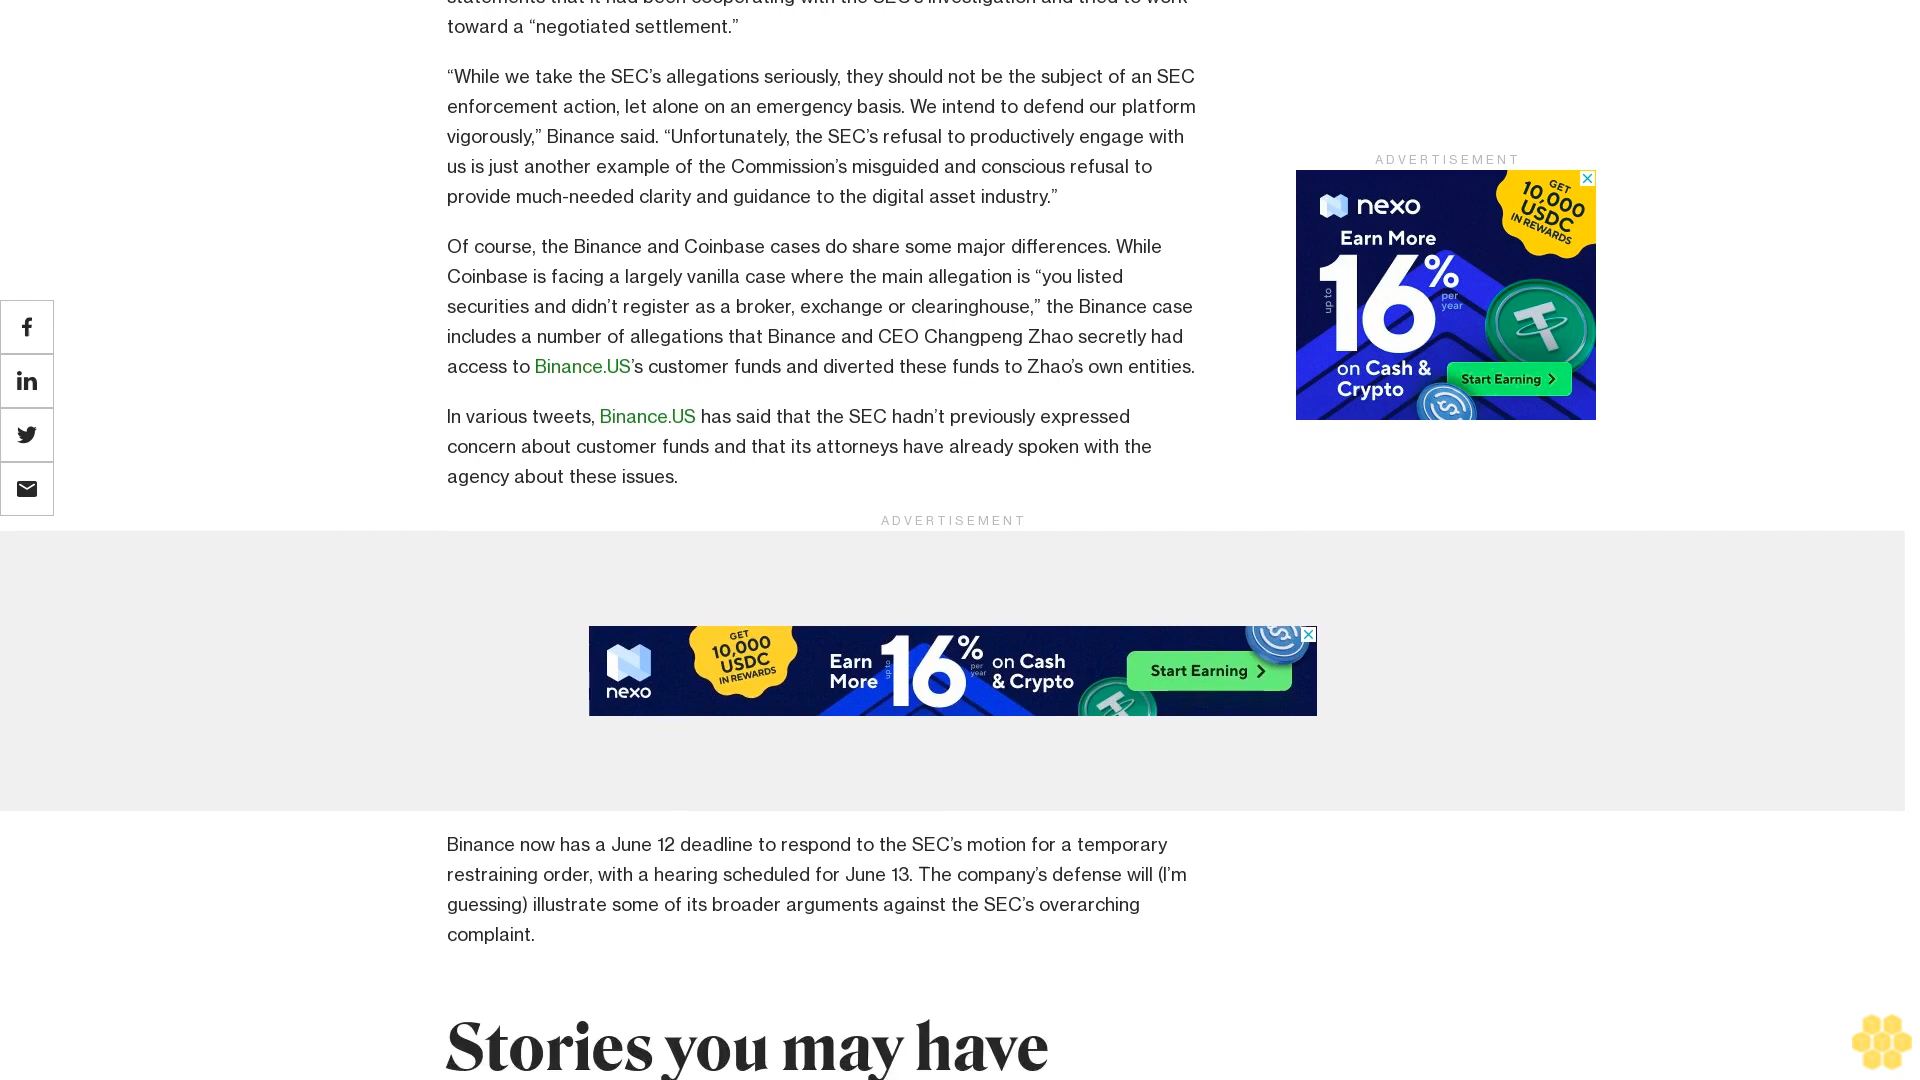 toward a “negotiated settlement.”
“While we take the SEC’s allegations seriously, they should not be the subject of an SEC
enforcement action, let alone on an emergency basis. We intend to defend our platform
vigorously,” Binance said. “Unfortunately, the SEC’s refusal to productively engage with
us is just another example of the Commission’s misguided and conscious refusal to
provide much-needed clarity and guidance to the digital asset industry.”
Of course, the Binance and Coinbase cases do share some major differences. While
Coinbase is facing a largely vanilla case where the main allegation is “you listed
securities and didn’t register as a broker, exchange or clearinghouse,” the Binance case
includes a number of allegations that Binance and CEO Changpeng Zhao secretly had
access to Binance.US’s customer funds and diverted these funds to Zhao’s own entities.
In various tweets, Binance.US has said that the SEC hadn’t previously expressed
concern about customer funds and that its attorneys have already spoken with the
agency about these issues.
ADVERTISEMENT
nexo
GET
10,000
USDC
IN REWARDS
Earn More
up to
16%
per
year
on Cash &
Crypto
Start Earning
ADVERTISEMENT
nexo
GET
10,000
USDC
IN REWARDS
Earn
More
up to
16%
per
year
on Cash
& Crypto
Start Earning
Binance now has a June 12 deadline to respond to the SEC’s motion for a temporary
restraining order, with a hearing scheduled for June 13. The company’s defense will (I’m
guessing) illustrate some of its broader arguments against the SEC’s overarching
complaint.
Stories you may have